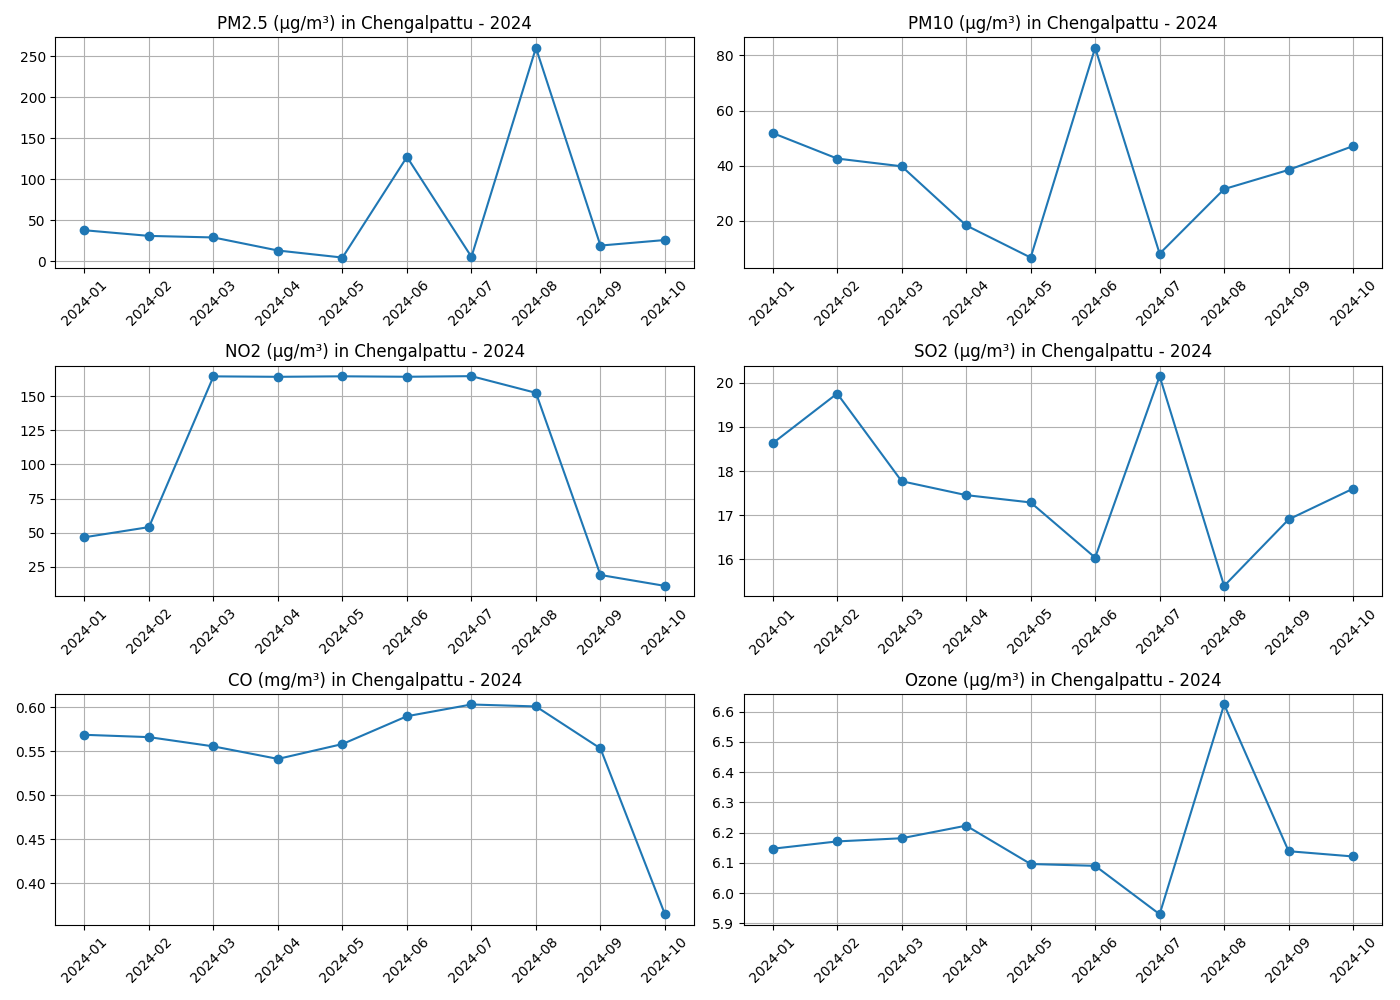 PM2.5 (µg/m³) in Chengalpattu - 2024
250
200
150
100
50
0
2024-01 2024-02 2024-03 2024-04 2024-05 2024-06 2024-07 2024-08 2024-09 2024-10
PM10 (µg/m³) in Chengalpattu - 2024
80
60
40
20
2024-01 2024-02 2024-03 2024-04 2024-05 2024-06 2024-07 2024-08 2024-09 2024-10
NO2 (µg/m³) in Chengalpattu - 2024
150
125
100
75
50
25
2024-01 2024-02 2024-03 2024-04 2024-05 2024-06 2024-07 2024-08 2024-09 2024-10
SO2 (µg/m³) in Chengalpattu - 2024
20
19
18
17
16
2024-01 2024-02 2024-03 2024-04 2024-05 2024-06 2024-07 2024-08 2024-09 2024-10
CO (mg/m³) in Chengalpattu - 2024
0.60
0.55
0.50
0.45
0.40
2024-01 2024-02 2024-03 2024-04 2024-05 2024-06 2024-07 2024-08 2024-09 2024-10
Ozone (µg/m³) in Chengalpattu - 2024
6.6
6.5
6.4
6.3
6.2
6.1
6.0
5.9
2024-01 2024-02 2024-03 2024-04 2024-05 2024-06 2024-07 2024-08 2024-09 2024-10